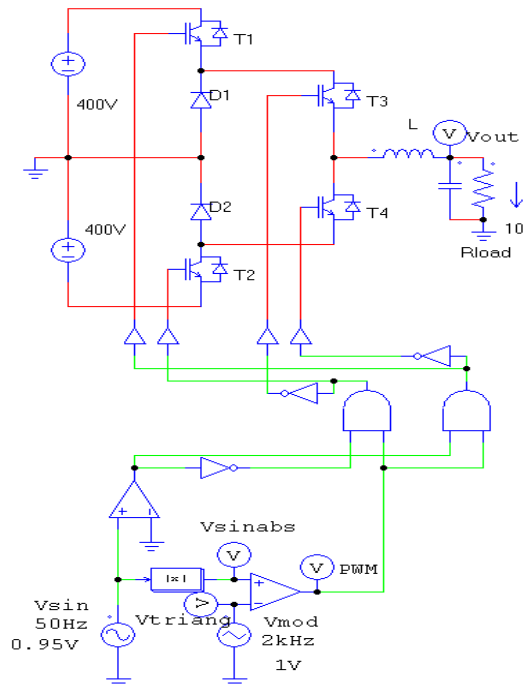 T1
400V
D1
T3
L
V
Vout
D2
400V
T2
T4
10
Rload
Vsinabs
V
V
PWM
|x|
Vsin
50Hz
0.95V
Vtriang
V
Vmod
2kHz
1V